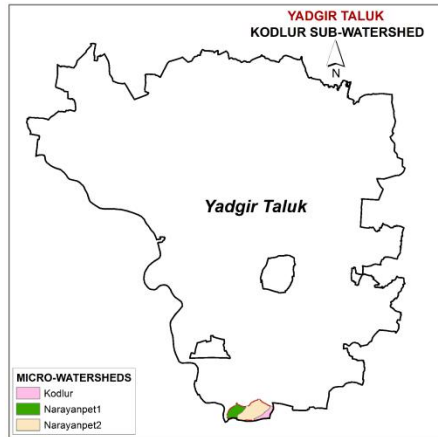 YADGIR TALUK
KODLUR SUB-WATERSHED
N
Yadgir Taluk
MICRO-WATERSHEDS
Kodlur
Narayanpet1
Narayanpet2